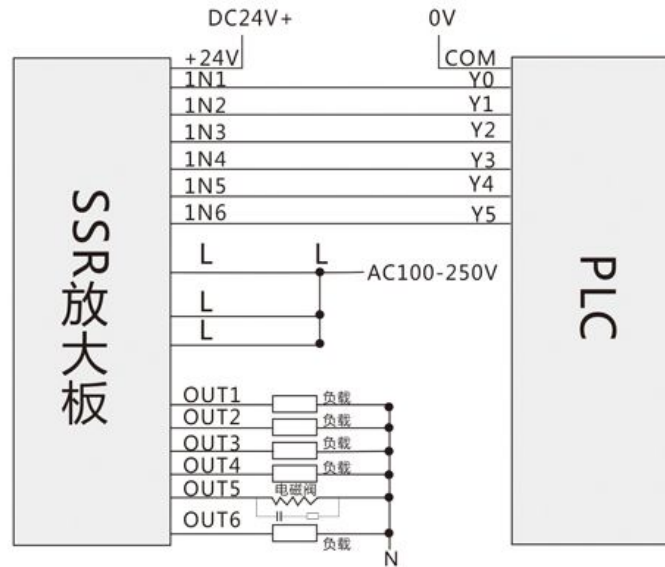 DC24V+ 0V
+24V COM
1N1 Y0
1N2 Y1
1N3 Y2
1N4 Y3
1N5 Y4
1N6 Y5
SSR放大板
PLC
L L
AC100-250V
L
L
OUT1 负载
OUT2 负载
OUT3 负载
OUT4 负载
OUT5 电磁阀
OUT6 负载
N